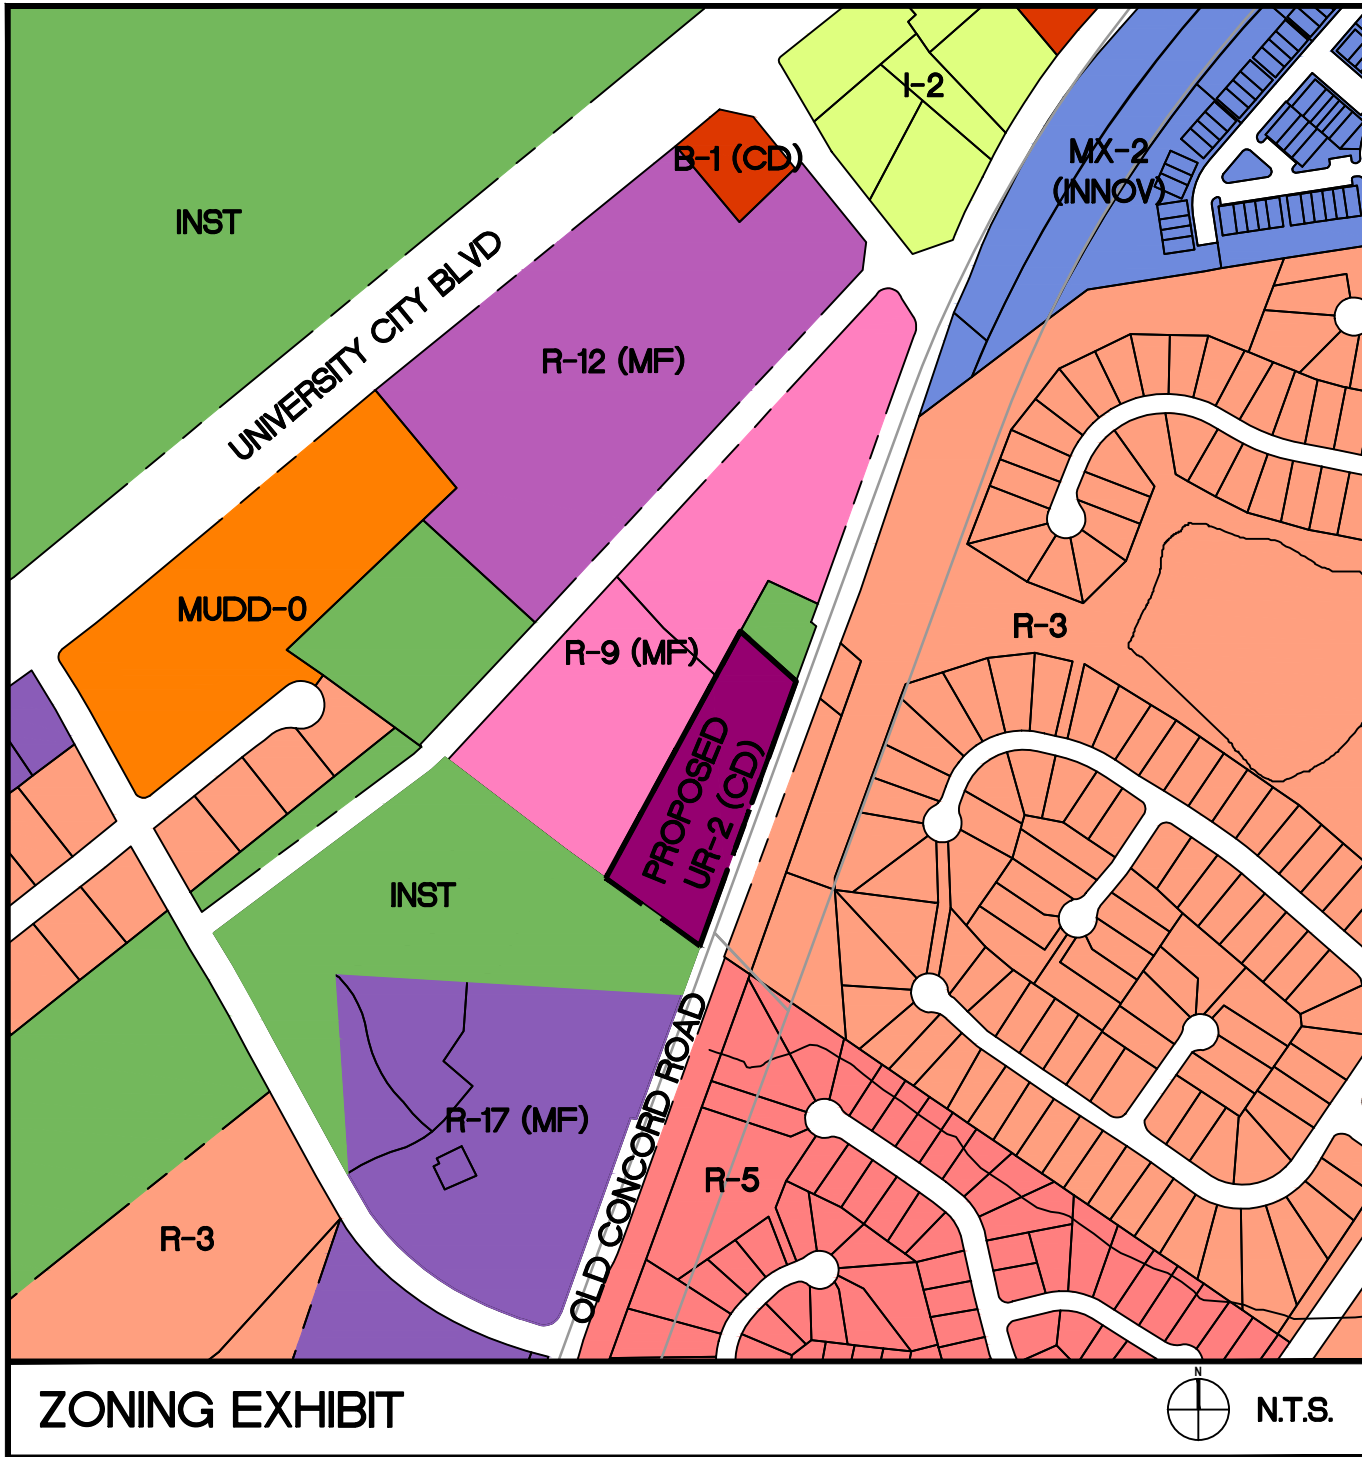 I-2
B-1 (CD)
MX-2
(INNOV)
INST
UNIVERSITY CITY BLVD
R-12 (MF)
MUDD-0
R-9 (MF)
R-3
PROPOSED
UR-2 (CD)
INST
OLD CONCORD ROAD
R-17 (MF)
R-5
R-3
ZONING EXHIBIT
N
N.T.S.